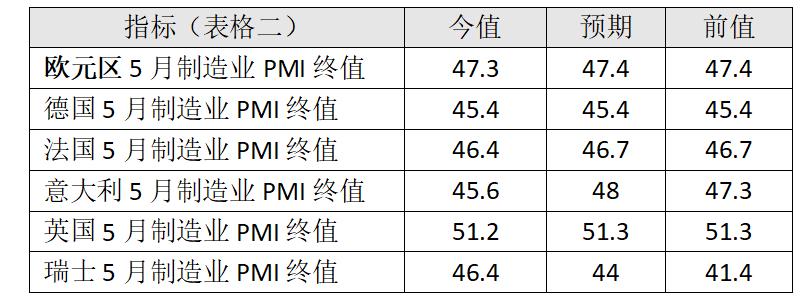 指标（表格二） 今值 预期 前值
欧元区 5 月制造业 PMI 终值 47.3 47.4 47.4
德国 5 月制造业 PMI 终值 45.4 45.4 45.4
法国 5 月制造业 PMI 终值 46.4 46.7 46.7
意大利 5 月制造业 PMI 终值 45.6 48 47.3
英国 5 月制造业 PMI 终值 51.2 51.3 51.3
瑞士 5 月制造业 PMI 终值 46.4 44 41.4